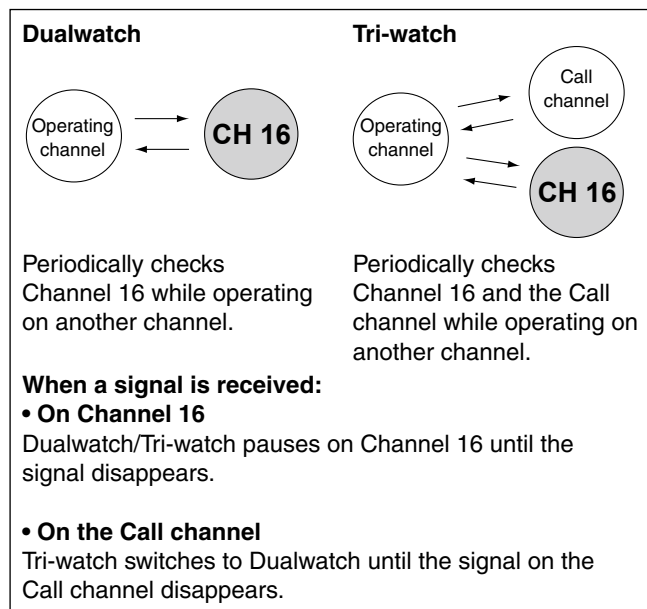 Dualwatch
Operating
channel
CH 16
Periodically checks
Channel 16 while operating
on another channel.
Tri-watch
Call
channel
Operating
channel
CH 16
Periodically checks
Channel 16 and the Call
channel while operating on
another channel.
When a signal is received:
• On Channel 16
Dualwatch/Tri-watch pauses on Channel 16 until the
signal disappears.
• On the Call channel
Tri-watch switches to Dualwatch until the signal on the
Call channel disappears.